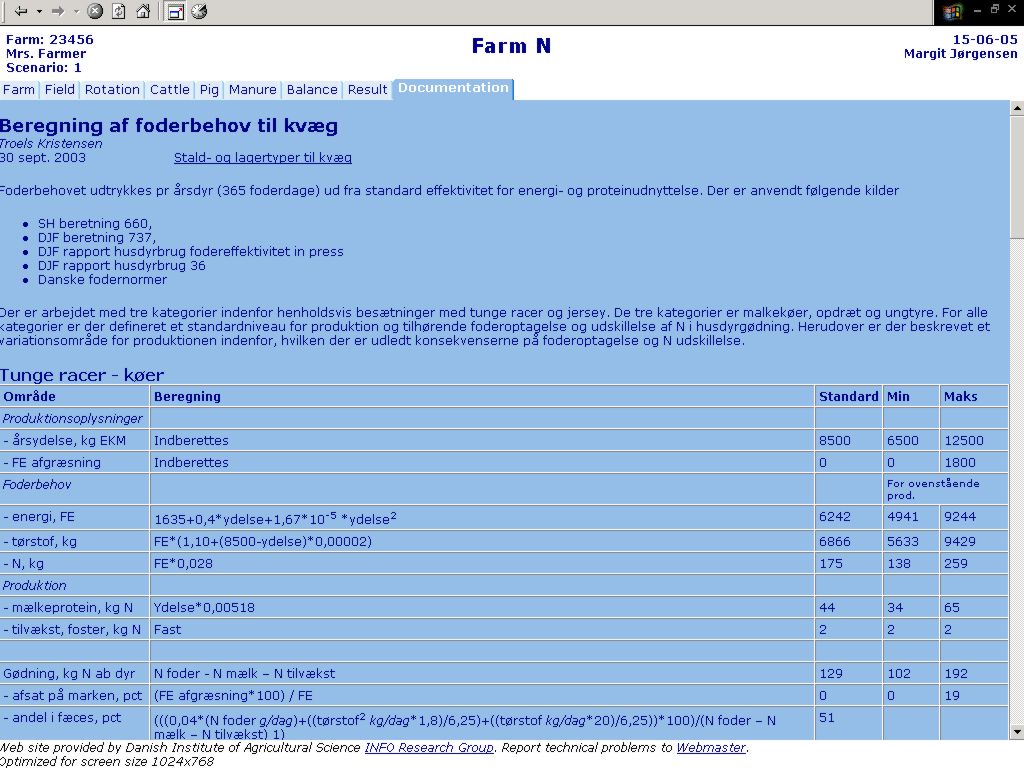 Farm: 23456
Mrs. Farmer
Scenario: 1
Farm N
15-06-05
Margit Jørgensen
Farm Field Rotation Cattle Pig Manure Balance Result Documentation
Beregning af foderbehov til kvæg
Troels Kristensen
30 sept. 2003 Stald- og lagertyper til kvæg
Foderbehovet udtrykkes pr årsdyr (365 foderdage) ud fra standard effektivitet for energi- og proteinudnyttelse. Der er anvendt følgende kilder
• SH beretning 660,
• DJF beretning 737,
• DJF rapport husdyrbrug fodereffektivitet in press
• DJF rapport husdyrbrug 36
• Danske fodernormer
Der er arbejdet med tre kategorier indenfor henholdsvis besætninger med tunge racer og jersey. De tre kategorier er malkekøer, opdræt og ungtyre. For alle
kategorier er der defineret et standardniveau for produktion og tilhørende foderoptagelse og udskillelse af N i husdyrgødning. Herudover er der beskrevet et
variationsområde for produktionen indenfor, hvilken der er udledt konsekvenserne på foderoptagelse og N udskillelse.
Tunge racer - køer
Område Beregning Standard Min Maks
Produktionsoplysninger
- årsydelse, kg EKM Indberettes 8500 6500 12500
- FE afgræsning Indberettes 0 0 1800
Foderbehov For ovenstående
prod.
- energi, FE 1635+0,4*ydelse+1,67*10⁻⁵ *ydelse² 6242 4941 9244
- tørstof, kg FE*(1,10+(8500-ydelse)*0,00002) 6866 5633 9429
- N, kg FE*0,028 175 138 259
Produktion
- mælkeprotein, kg N Ydelse*0,00518 44 34 65
- tilvækst, foster, kg N Fast 2 2 2
Gødning, kg N ab dyr N foder - N mælk – N tilvækst 129 102 192
- afsat på marken, pct (FE afgræsning*100) / FE 0 0 19
- andel i fæces, pct (((0,04*(N foder g/dag)+((tørstof² kg/dag*1,8)/6,25)+((tørstof kg/dag*20)/6,25))*100)/(N foder – N 51
mælk – N tilvækst) 1)
Web site provided by Danish Institute of Agricultural Science INFO Research Group. Report technical problems to Webmaster.
Optimized for screen size 1024x768